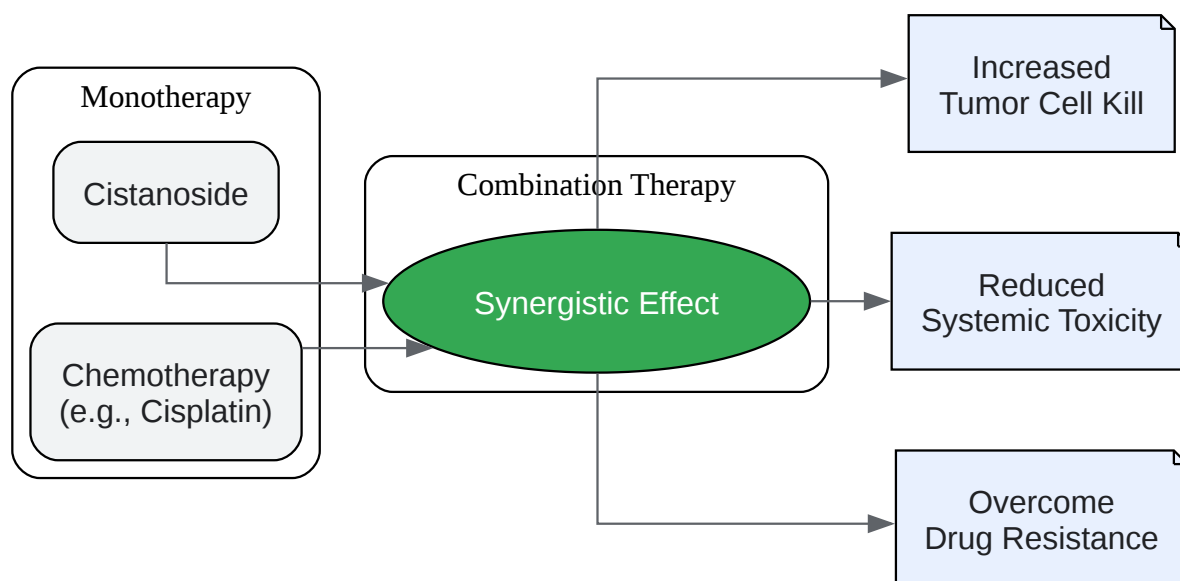 Monotherapy
Cistanoside
Chemotherapy
(e.g., Cisplatin)
Combination Therapy
Synergistic Effect
Increased
Tumor Cell Kill
Reduced
Systemic Toxicity
Overcome
Drug Resistance